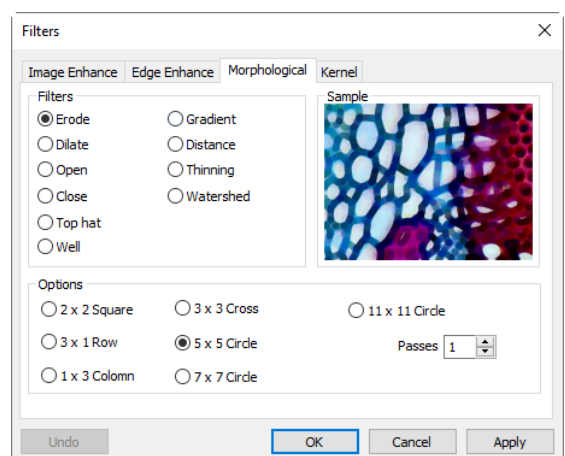 Filters
Image Enhance Edge Enhance Morphological Kernel
Filters
Erode
Dilate
Open
Close
Top hat
Well
Gradient
Distance
Thinning
Watershed
Sample
Options
2 x 2 Square
3 x 1 Row
1 x 3 Colomn
3 x 3 Cross
5 x 5 Circle
7 x 7 Circle
11 x 11 Circle
Passes 1
Undo OK Cancel Apply